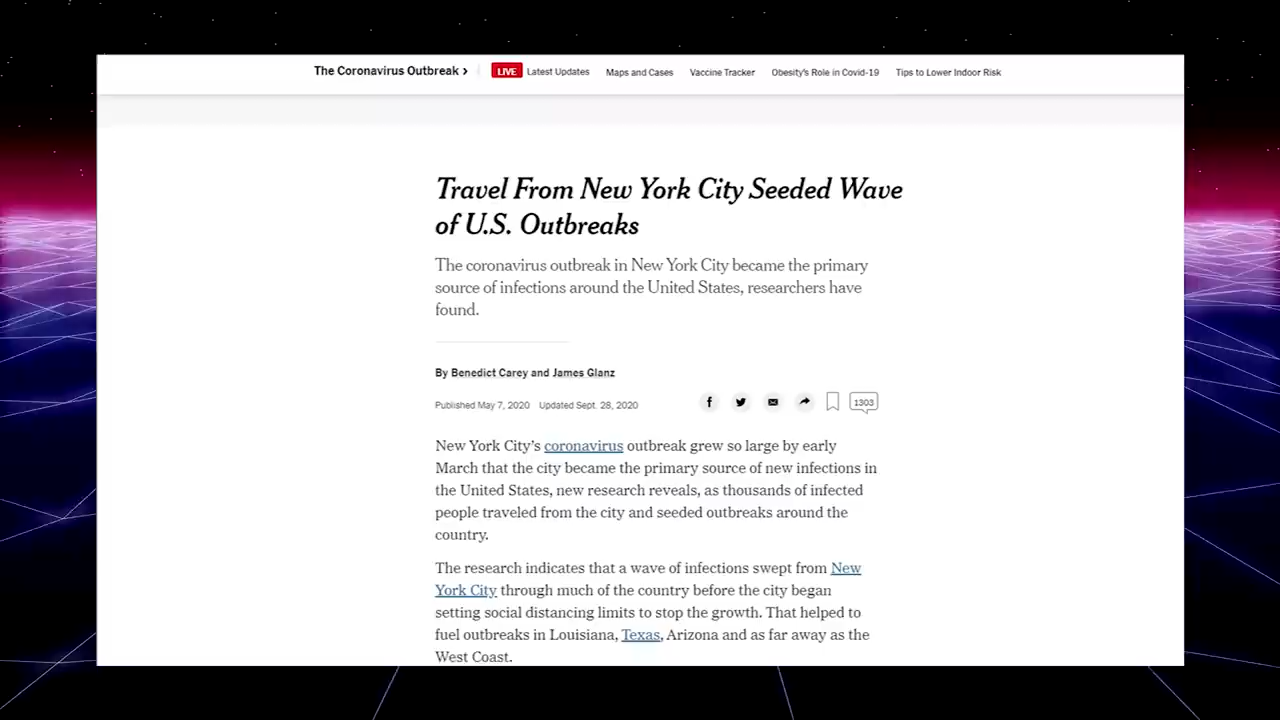 The Coronavirus Outbreak › LIVE Latest Updates Maps and Cases Vaccine Tracker Obesity's Role in Covid-19 Tips to Lower Indoor Risk
Travel From New York City Seeded Wave
of U.S. Outbreaks
The coronavirus outbreak in New York City became the primary
source of infections around the United States, researchers have
found.
By Benedict Carey and James Glanz
Published May 7, 2020 Updated Sept. 28, 2020 1303
New York City's coronavirus outbreak grew so large by early
March that the city became the primary source of new infections in
the United States, new research reveals, as thousands of infected
people traveled from the city and seeded outbreaks around the
country.
The research indicates that a wave of infections swept from New
York City through much of the country before the city began
setting social distancing limits to stop the growth. That helped to
fuel outbreaks in Louisiana, Texas, Arizona and as far away as the
West Coast.